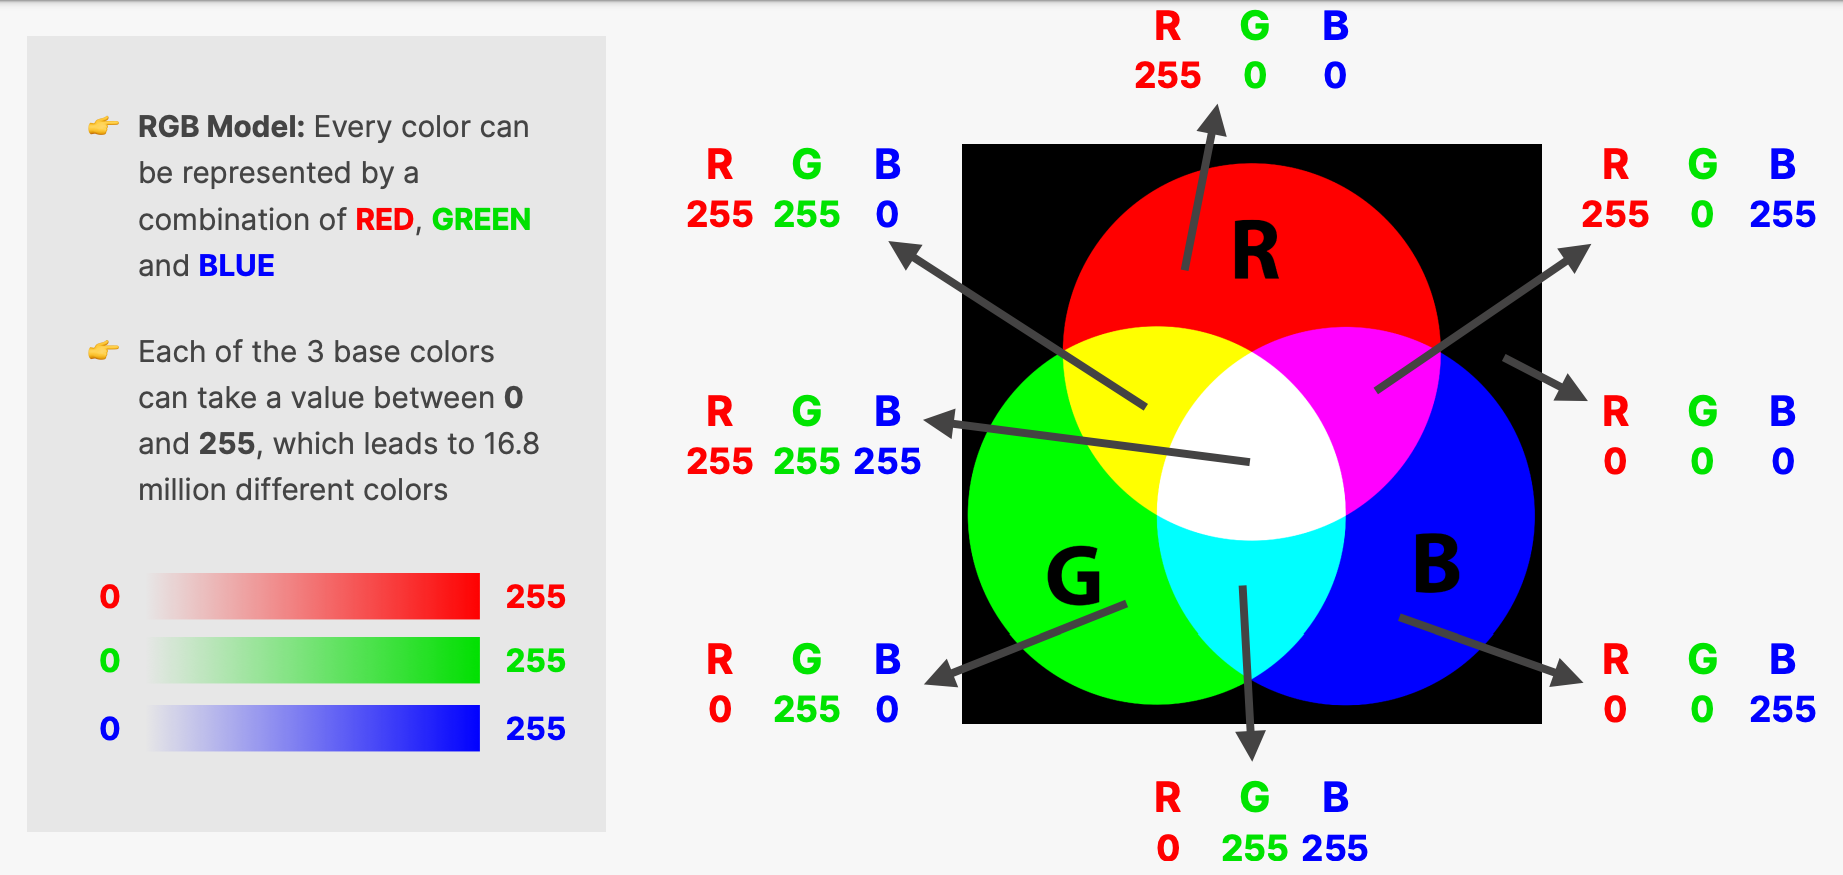 RGB Model: Every color can
be represented by a
combination of RED, GREEN
and BLUE
Each of the 3 base colors
can take a value between 0
and 255, which leads to 16.8
million different colors
0 255
0 255
0 255
R G B
255 0 0
R G B
255 255 0
R G B
255 0 255
R
R G B
255 255 255
R G B
0 0 0
G
B
R G B
0 255 0
R G B
0 0 255
R G B
0 255 255